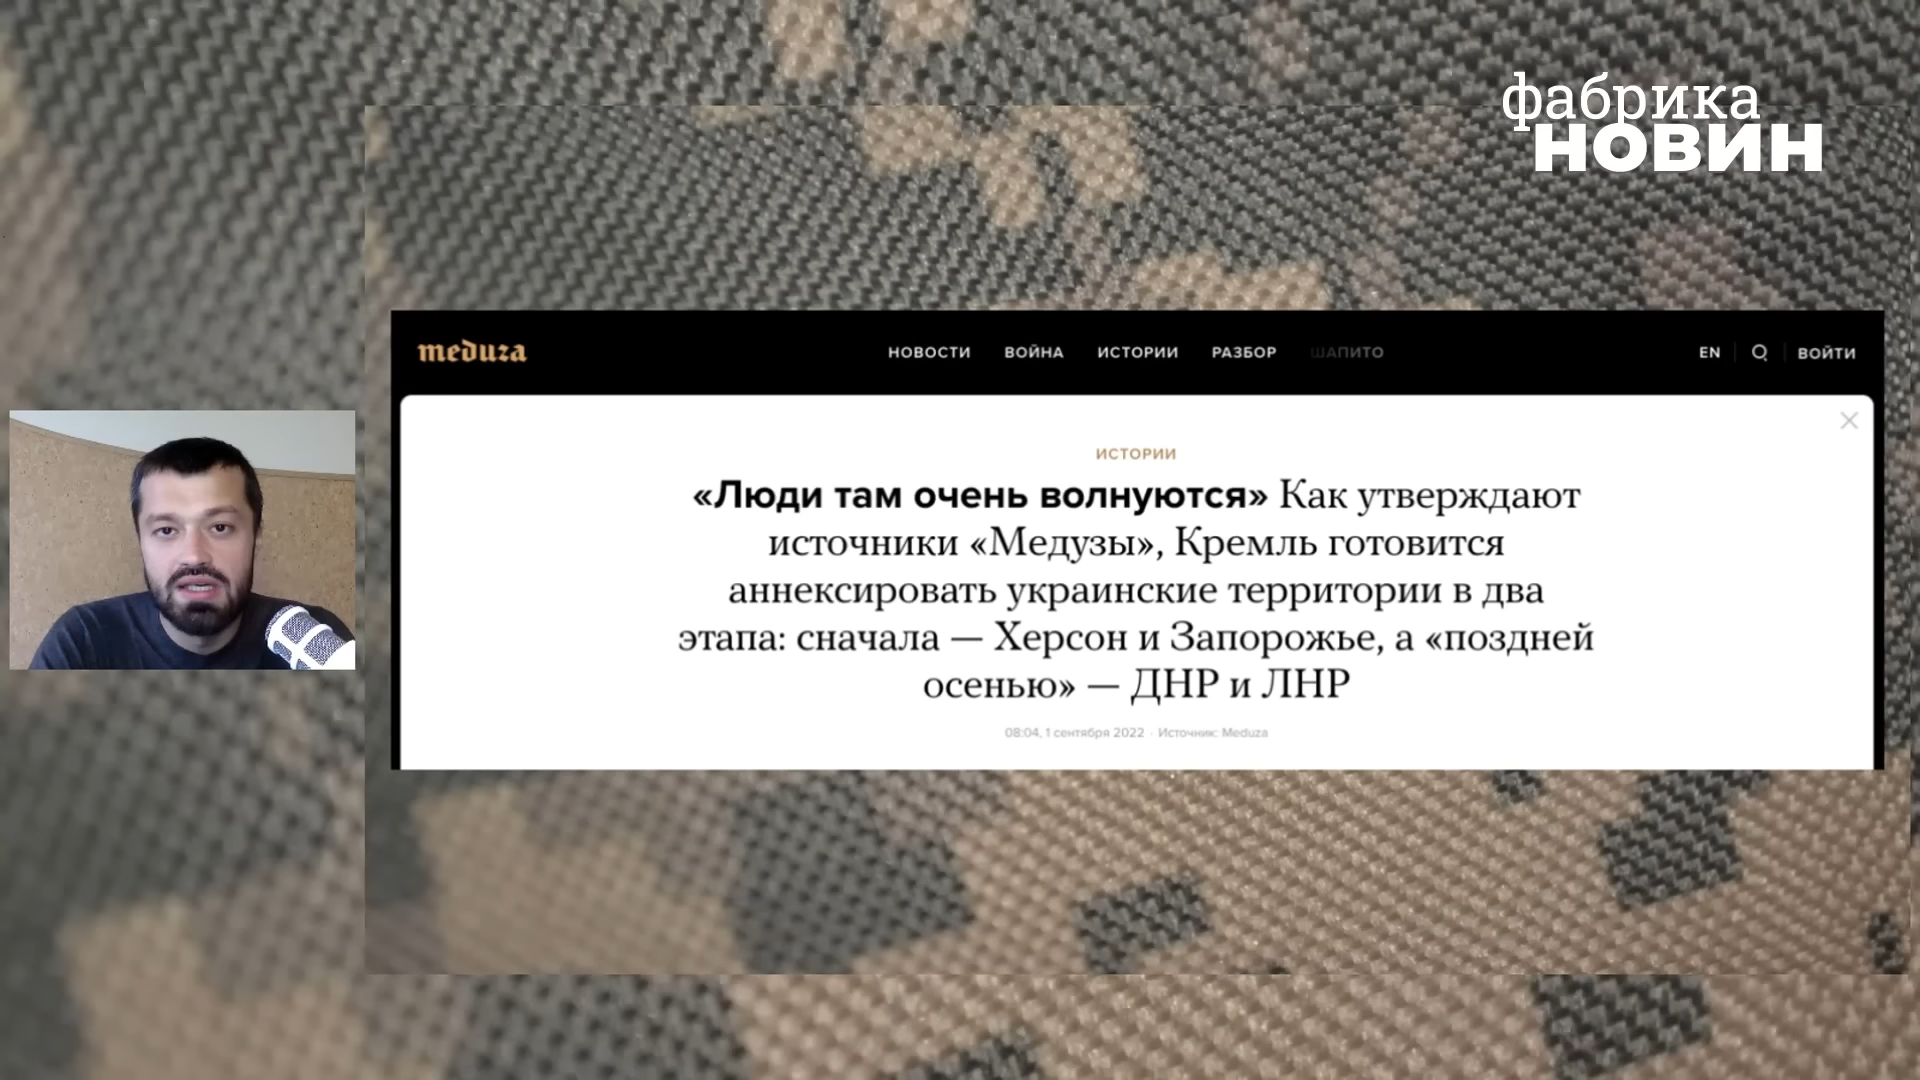 фабрика
новин
meduza
НОВОСТИ ВОЙНА ИСТОРИИ РАЗБОР ШАПИТО
EN ВОЙТИ
ИСТОРИИ
«Люди там очень волнуются» Как утверждают
источники «Медузы», Кремль готовится
аннексировать украинские территории в два
этапа: сначала — Херсон и Запорожье, а «поздней
осенью» — ДНР и ЛНР
08:04, 1 сентября 2022 · Источник: Meduza